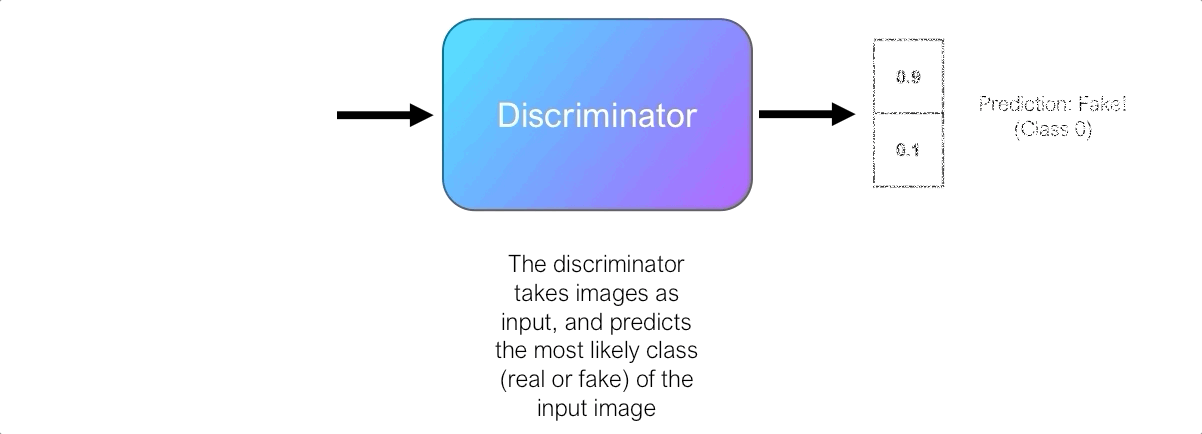 Discriminator
0.9
0.1
Prediction: Fake!
(Class 0)
The discriminator
takes images as
input, and predicts
the most likely class
(real or fake) of the
input image